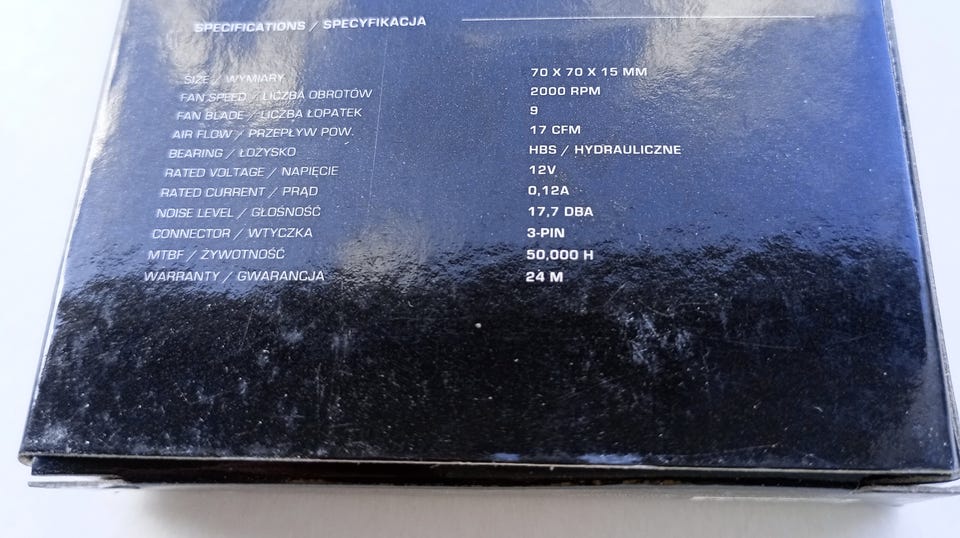 SPECIFICATIONS / SPECYFIKACJA
SIZE / WYMIARY 70 X 70 X 15 MM
FAN SPEED / LICZBA OBROTÓW 2000 RPM
FAN BLADE / LICZBA ŁOPATEK 9
AIR FLOW / PRZEPŁYW POW. 17 CFM
BEARING / ŁOŻYSKO HBS / HYDRAULICZNE
RATED VOLTAGE / NAPIĘCIE 12V
RATED CURRENT / PRĄD 0,12A
NOISE LEVEL / GŁOŚNOŚĆ 17,7 DBA
CONNECTOR / WTYCZKA 3-PIN
MTBF / ŻYWOTNOŚĆ 50,000 H
WARRANTY / GWARANCJA 24 M